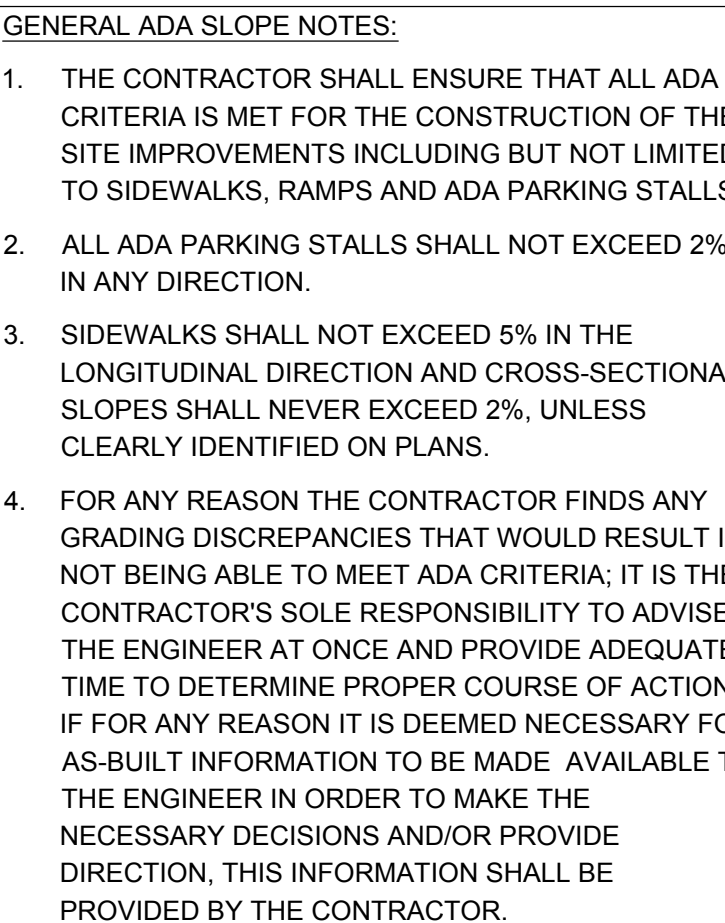 GENERAL ADA SLOPE NOTES:
1. THE CONTRACTOR SHALL ENSURE THAT ALL ADA
CRITERIA IS MET FOR THE CONSTRUCTION OF THE
SITE IMPROVEMENTS INCLUDING BUT NOT LIMITED
TO SIDEWALKS, RAMPS AND ADA PARKING STALLS
2. ALL ADA PARKING STALLS SHALL NOT EXCEED 2%
IN ANY DIRECTION.
3. SIDEWALKS SHALL NOT EXCEED 5% IN THE
LONGITUDINAL DIRECTION AND CROSS-SECTIONA
SLOPES SHALL NEVER EXCEED 2%, UNLESS
CLEARLY IDENTIFIED ON PLANS.
4. FOR ANY REASON THE CONTRACTOR FINDS ANY
GRADING DISCREPANCIES THAT WOULD RESULT I
NOT BEING ABLE TO MEET ADA CRITERIA; IT IS THE
CONTRACTOR'S SOLE RESPONSIBILITY TO ADVISE
THE ENGINEER AT ONCE AND PROVIDE ADEQUATE
TIME TO DETERMINE PROPER COURSE OF ACTION
IF FOR ANY REASON IT IS DEEMED NECESSARY FO
AS-BUILT INFORMATION TO BE MADE AVAILABLE T
THE ENGINEER IN ORDER TO MAKE THE
NECESSARY DECISIONS AND/OR PROVIDE
DIRECTION, THIS INFORMATION SHALL BE
PROVIDED BY THE CONTRACTOR.